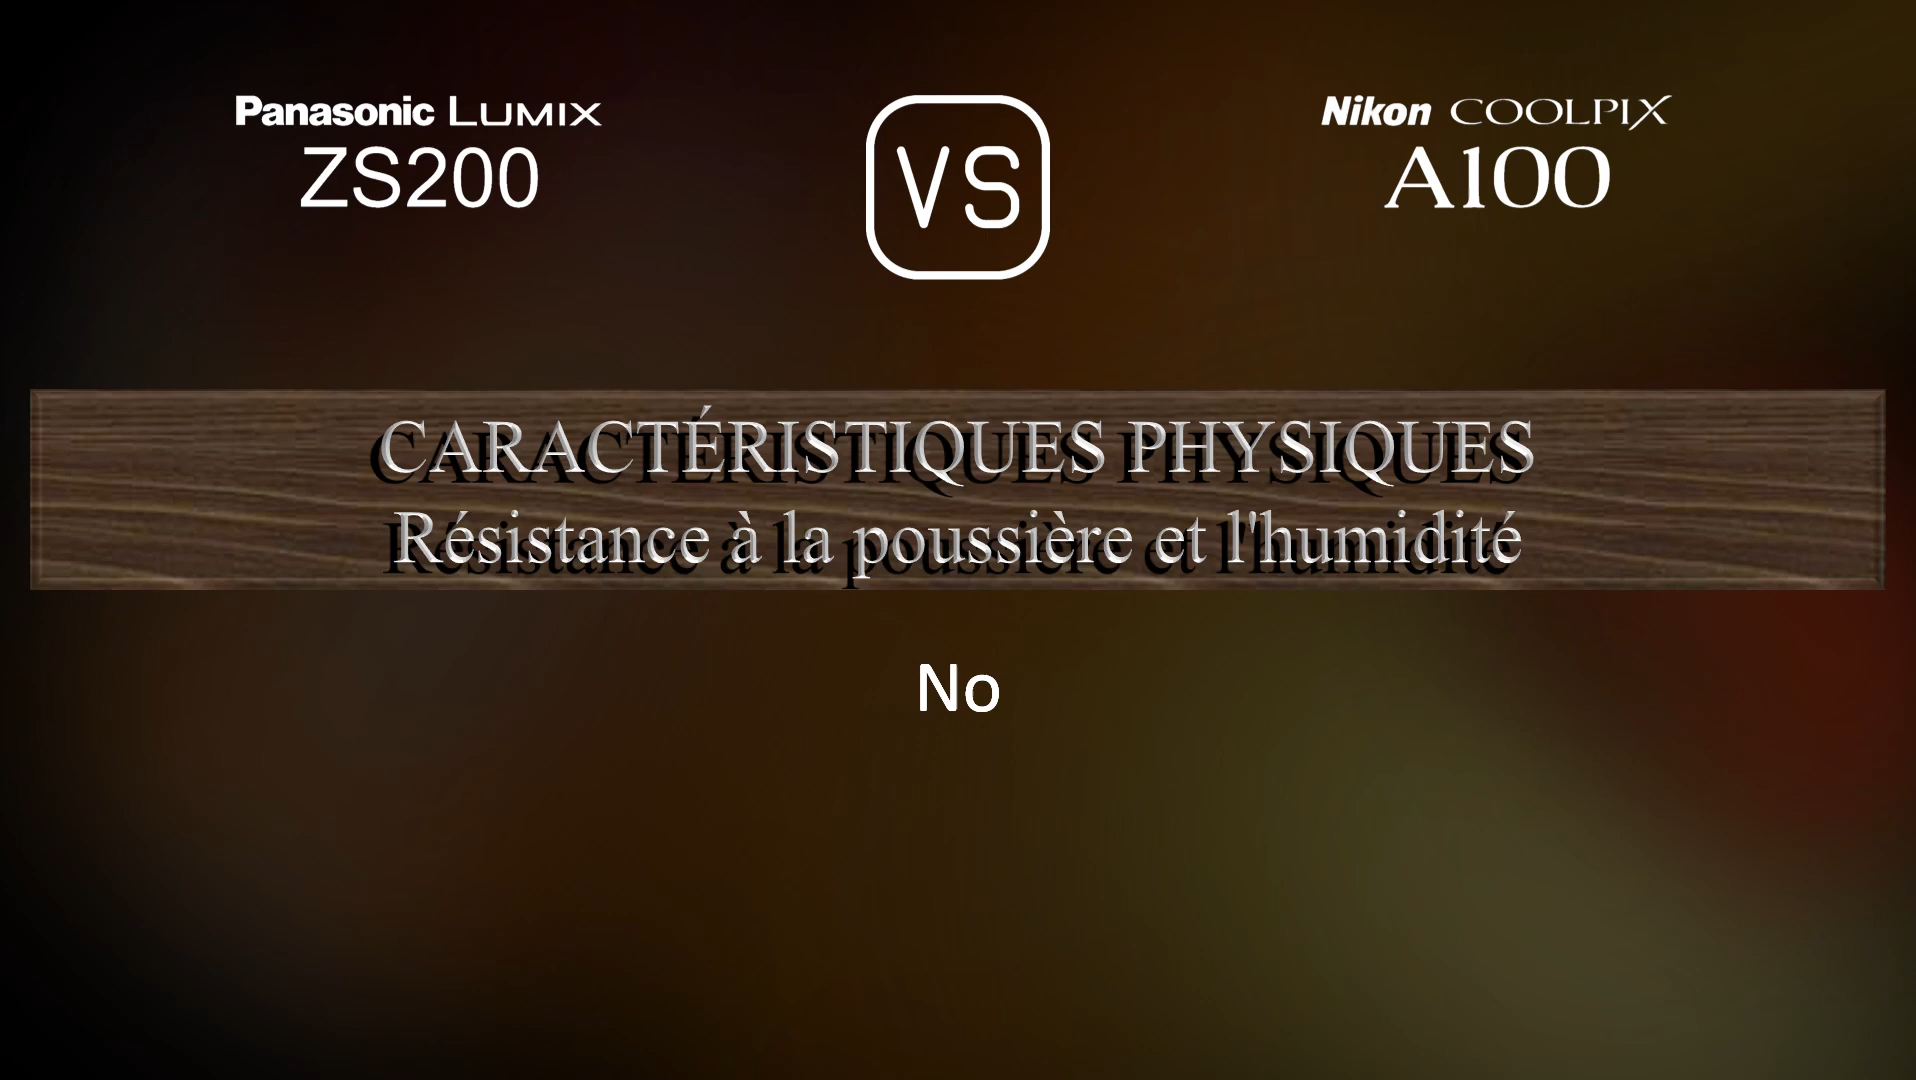 Panasonic LUMIX
ZS200
VS
Nikon COOLPIX
A100
CARACTÉRISTIQUES PHYSIQUES
Résistance à la poussière et l'humidité
No